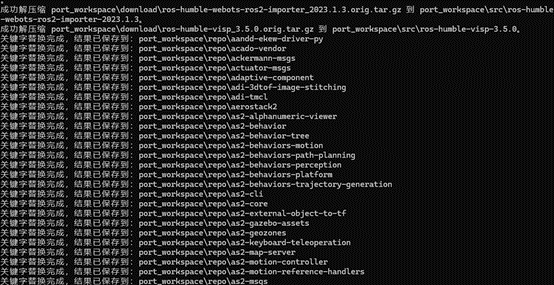 成功解压缩 port_workspace\download\ros-humble-webots-ros2-importer_2023.1.3.orig.tar.gz 到 port_workspace\src\ros-humble
-webots-ros2-importer-2023.1.3。
成功解压缩 port_workspace\download\ros-humble-visp_3.5.0.orig.tar.gz 到 port_workspace\src\ros-humble-visp-3.5.0。
关键字替换完成，结果已保存到：port_workspace\repo\aandd-ekew-driver-py
关键字替换完成，结果已保存到：port_workspace\repo\acado-vendor
关键字替换完成，结果已保存到：port_workspace\repo\ackermann-msgs
关键字替换完成，结果已保存到：port_workspace\repo\actuator-msgs
关键字替换完成，结果已保存到：port_workspace\repo\adaptive-component
关键字替换完成，结果已保存到：port_workspace\repo\adi-3dtof-image-stitching
关键字替换完成，结果已保存到：port_workspace\repo\adi-tmcl
关键字替换完成，结果已保存到：port_workspace\repo\aerostack2
关键字替换完成，结果已保存到：port_workspace\repo\as2-alphanumeric-viewer
关键字替换完成，结果已保存到：port_workspace\repo\as2-behavior
关键字替换完成，结果已保存到：port_workspace\repo\as2-behavior-tree
关键字替换完成，结果已保存到：port_workspace\repo\as2-behaviors-motion
关键字替换完成，结果已保存到：port_workspace\repo\as2-behaviors-path-planning
关键字替换完成，结果已保存到：port_workspace\repo\as2-behaviors-perception
关键字替换完成，结果已保存到：port_workspace\repo\as2-behaviors-platform
关键字替换完成，结果已保存到：port_workspace\repo\as2-behaviors-trajectory-generation
关键字替换完成，结果已保存到：port_workspace\repo\as2-cli
关键字替换完成，结果已保存到：port_workspace\repo\as2-core
关键字替换完成，结果已保存到：port_workspace\repo\as2-external-object-to-tf
关键字替换完成，结果已保存到：port_workspace\repo\as2-gazebo-assets
关键字替换完成，结果已保存到：port_workspace\repo\as2-geozones
关键字替换完成，结果已保存到：port_workspace\repo\as2-keyboard-teleoperation
关键字替换完成，结果已保存到：port_workspace\repo\as2-map-server
关键字替换完成，结果已保存到：port_workspace\repo\as2-motion-controller
关键字替换完成，结果已保存到：port_workspace\repo\as2-motion-reference-handlers
关键字替换完成，结果已保存到：port_workspace\repo\as2-msgs